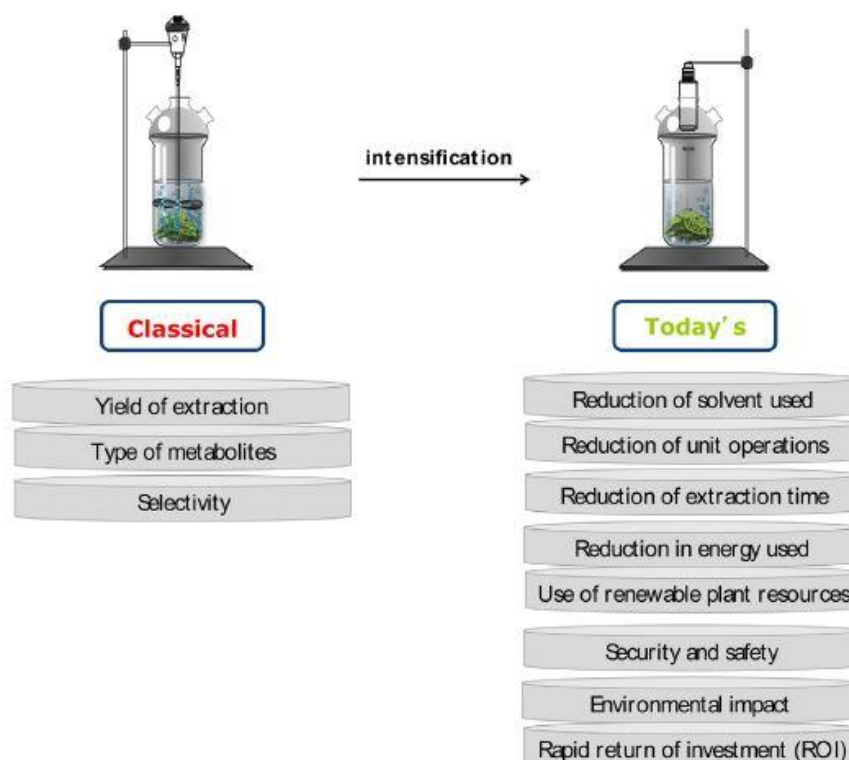 intensification
Classical
Yield of extraction
Type of metabolites
Selectivity
Today's
Reduction of solvent used
Reduction of unit operations
Reduction of extraction time
Reduction in energy used
Use of renewable plant resources
Security and safety
Environmental impact
Rapid return of investment (ROI)